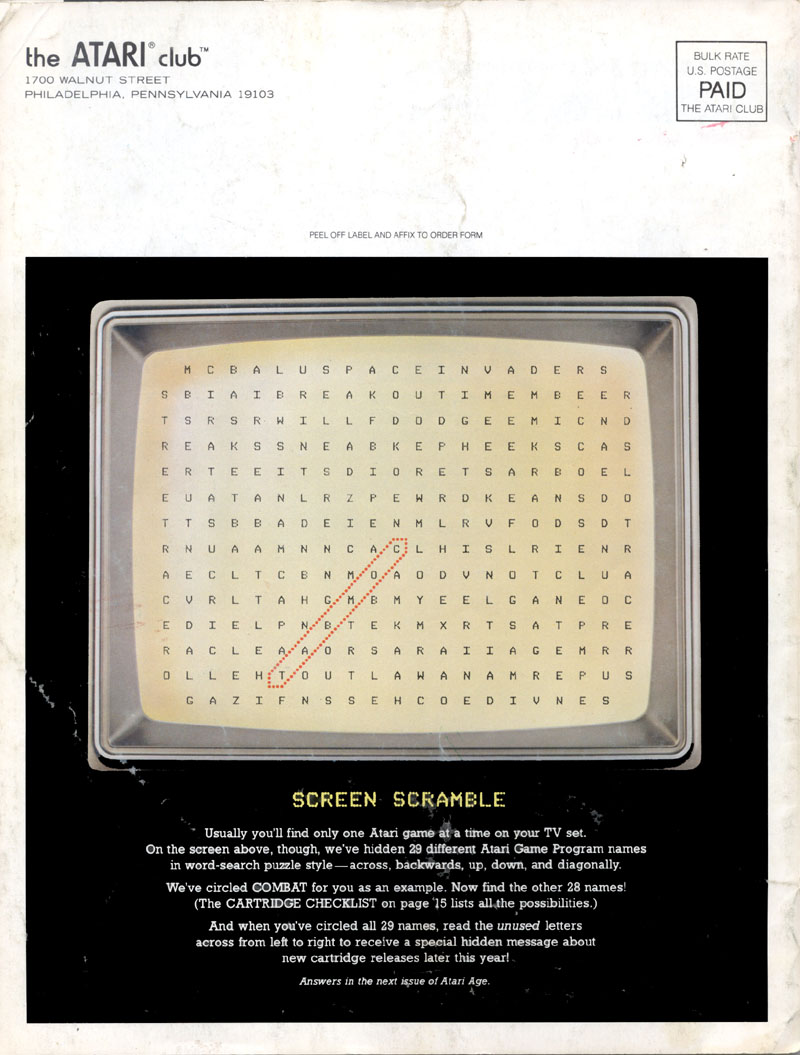 the ATARI® club™
1700 WALNUT STREET
PHILADELPHIA, PENNSYLVANIA 19103
BULK RATE
U.S. POSTAGE
PAID
THE ATARI CLUB
PEEL OFF LABEL AND AFFIX TO ORDER FORM
M C B A L U S P A C E I N V A D E R S
S B I A I B R E A K O U T I M E M B E E R
T S R S R W I L L F D O D G E E M I C N D
R E A K S S N E A B K E P H E E K S C A S
E R T E E I T S D I O R E T S A R B O E L
E U A T A N L R Z P E W R D K E A N S D O
T T S B B A D E I E N M L R V F O D S D T
R N U A A M N N C A C L H I S L R I E N R
A E C L T C B N M O A O D V N O T C L U A
C V R L T A H G M B M Y E E L G A N E O C
E D I E L P N B T E K M X R T S A T P R E
R A C L E A A O R S A R A I I A G E M R R
O L L E H T O U T L A W A N A M R E P U S
G A Z I F N S S E H C O E D I V N E S
SCREEN SCRAMBLE
Usually you'll find only one Atari game at a time on your TV set.
On the screen above, though, we've hidden 29 different Atari Game Program names
in word-search puzzle style—across, backwards, up, down, and diagonally.
We've circled COMBAT for you as an example. Now find the other 28 names!
(The CARTRIDGE CHECKLIST on page 15 lists all the possibilities.)
And when you've circled all 29 names, read the unused letters
across from left to right to receive a special hidden message about
new cartridge releases later this year!
Answers in the next issue of Atari Age.